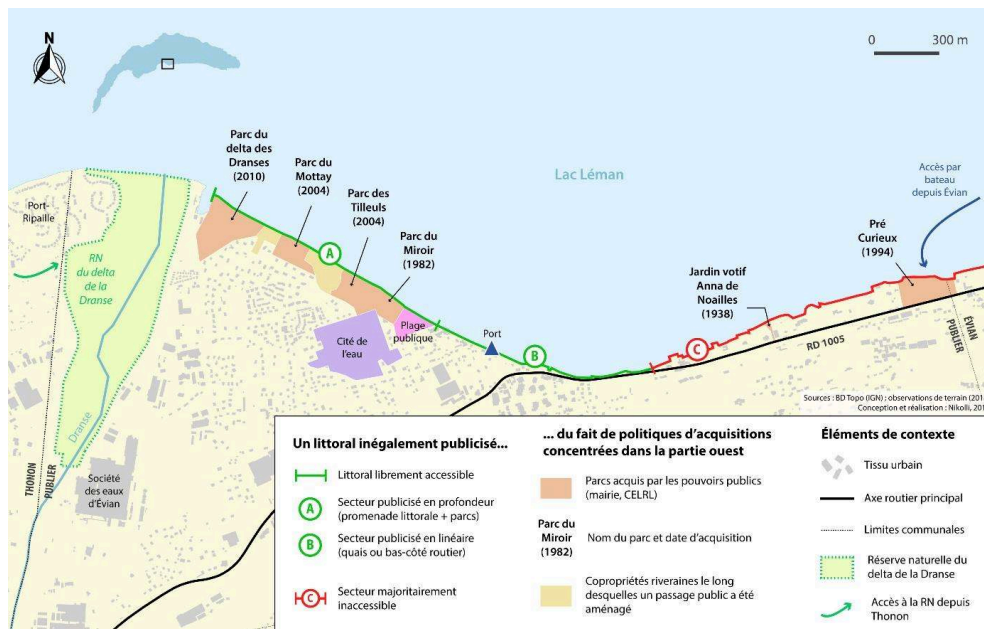 N
0 300 m
Parc du
delta des
Dranses
(2010)
Parc du
Mottay
(2004)
Parc des
Tilleuls
(2004)
Parc du
Miroir
(1982)
Lac Léman
Accès par
bateau
depuis Évian
Pré
Curieux
(1994)
Jardin votif
Anna de
Noailles
(1938)
Port-
Ripaille
RN
du delta
de la
Dranse
A
Plage
publique
Cité de
l'eau
Port
B
C
RD 1005
PUBLIER
ÉVIAN
Dranse
THONON
PUBLIER
Société
des eaux
d'Évian
Sources : BD Topo (IGN) ; observations de terrain (201
Conception et réalisation : Nikolli, 201
Un littoral inégalement publicisé...
Littoral librement accessible
A
Secteur publicisé en profondeur
(promenade littorale + parcs)
B
Secteur publicisé en linéaire
(quais ou bas-côté routier)
C
Secteur majoritairement
inaccessible
... du fait de politiques d'acquisitions
concentrées dans la partie ouest
Parcs acquis par les pouvoirs publics
(mairie, CELRL)
Parc du
Miroir
(1982)
Nom du parc et date d'acquisition
Copropriétés riveraines le long
desquelles un passage public a été
aménagé
Éléments de contexte
Tissu urbain
Axe routier principal
Limites communales
Réserve naturelle du
delta de la Dranse
Accès à la RN depuis
Thonon